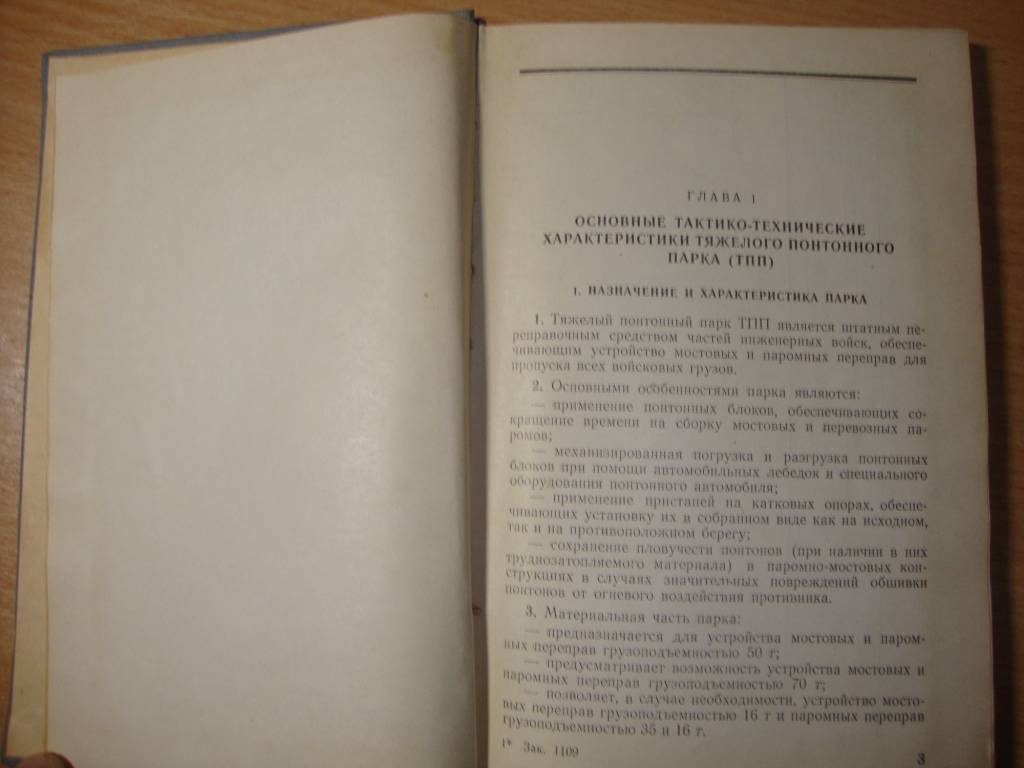 ГЛАВА 1
ОСНОВНЫЕ ТАКТИКО-ТЕХНИЧЕСКИЕ
ХАРАКТЕРИСТИКИ ТЯЖЕЛОГО ПОНТОННОГО
ПАРКА (ТПП)
1. НАЗНАЧЕНИЕ И ХАРАКТЕРИСТИКА ПАРКА
1. Тяжелый понтонный парк ТПП является штатным пе-
реправочным средством частей инженерных войск, обеспе-
чивающим устройство мостовых и паромных переправ для
пропуска всех войсковых грузов.
2. Основными особенностями парка являются:
— применение понтонных блоков, обеспечивающих со-
кращение времени на сборку мостовых и перевозных па-
ромов;
— механизированная погрузка и разгрузка понтонных
блоков при помощи автомобильных лебедок и специального
оборудования понтонного автомобиля;
— применение пристаней на катковых опорах, обеспе-
чивающих установку их в собранном виде как на исходном,
так и на противоположном берегу;
— сохранение пловучести понтонов (при наличии в них
труднозатопляемого материала) в паромно-мостовых кон-
струкциях в случаях значительных повреждений обшивки
понтонов от огневого воздействия противника.
3. Материальная часть парка:
— предназначается для устройства мостовых и паром-
ных переправ грузоподъемностью 50 т;
— предусматривает возможность устройства мостовых и
паромных переправ грузоподъемностью 70 т;
— позволяет, в случае необходимости, устройство мосто-
вых переправ грузоподъемностью 16 т и паромных переправ
грузоподъемностью 35 и 16 т.
1* Зак. 1109
3